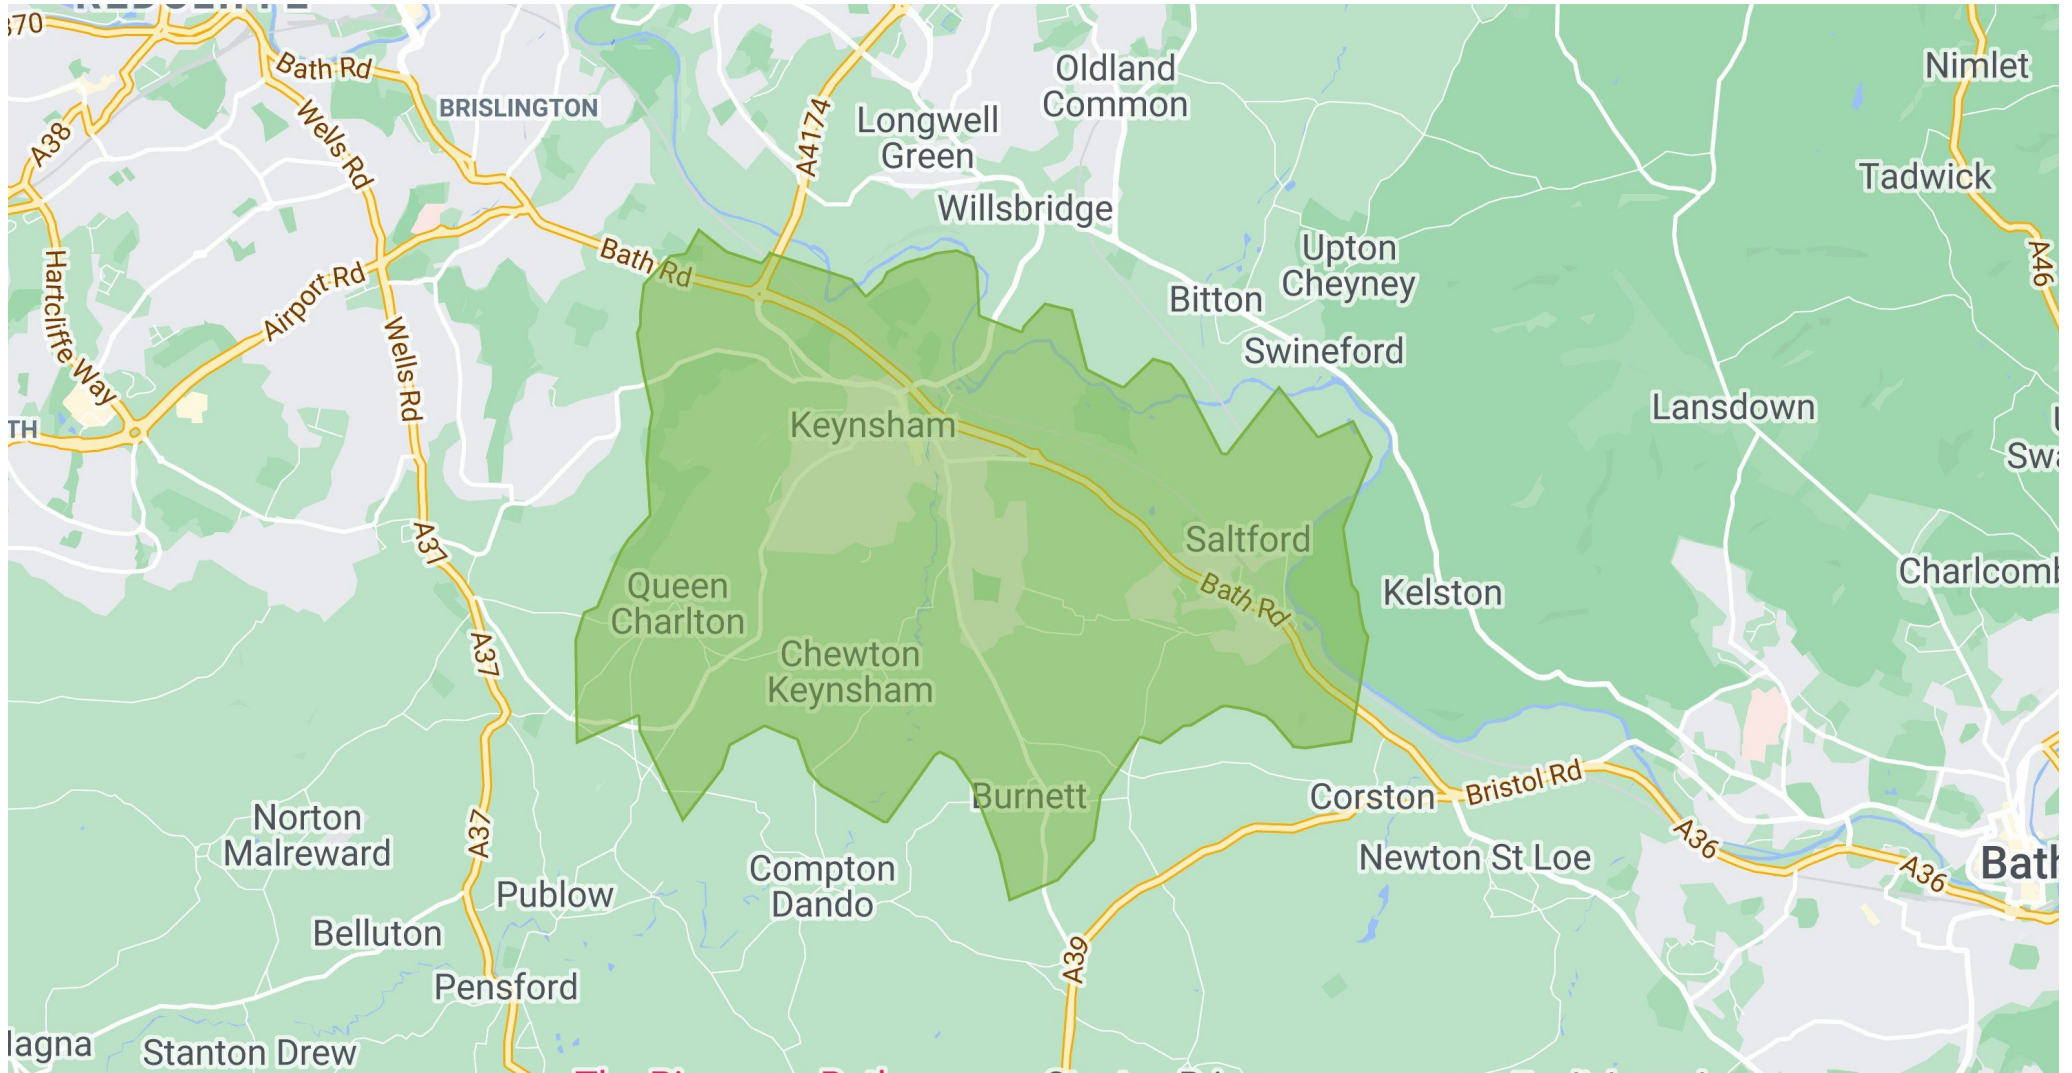 Bath Rd
Nimlet
Oldland
Common
BRISLINGTON
Wells Rd
A4174
Longwell
Green
A38
Tadwick
Willsbridge
Upton
Cheyney
Bath Rd
A46
Hartcliffe Way
Airport Rd
Bitton
Swineford
Wells Rd
Lansdown
Keynsham
A37
Saltford
Queen
Charlton
Bath Rd
Kelston
A37
Chewton
Keynsham
Burnett
Corston
Bristol Rd
Norton
Malreward
A37
A36
Newton St Loe
Bath
A36
Compton
Dando
Publow
Belluton
A39
Pensford
Stanton Drew